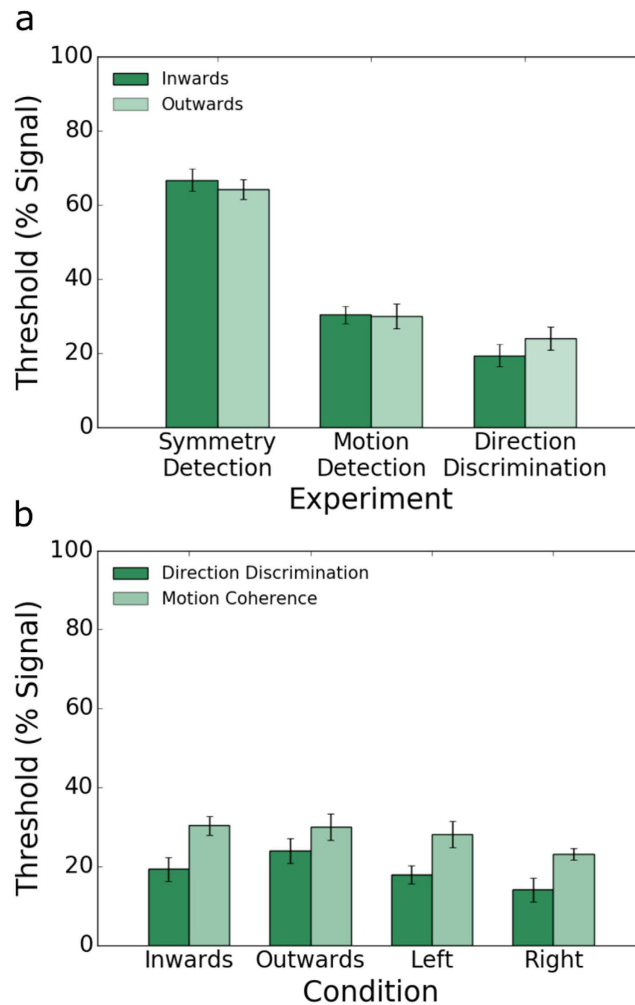 a
100
Inwards
Outwards
80
60
40
20
0
Threshold (% Signal)
Symmetry Detection
Motion Detection
Direction Discrimination
Experiment
b
100
Direction Discrimination
Motion Coherence
80
60
40
20
0
Threshold (% Signal)
Inwards Outwards Left Right
Condition